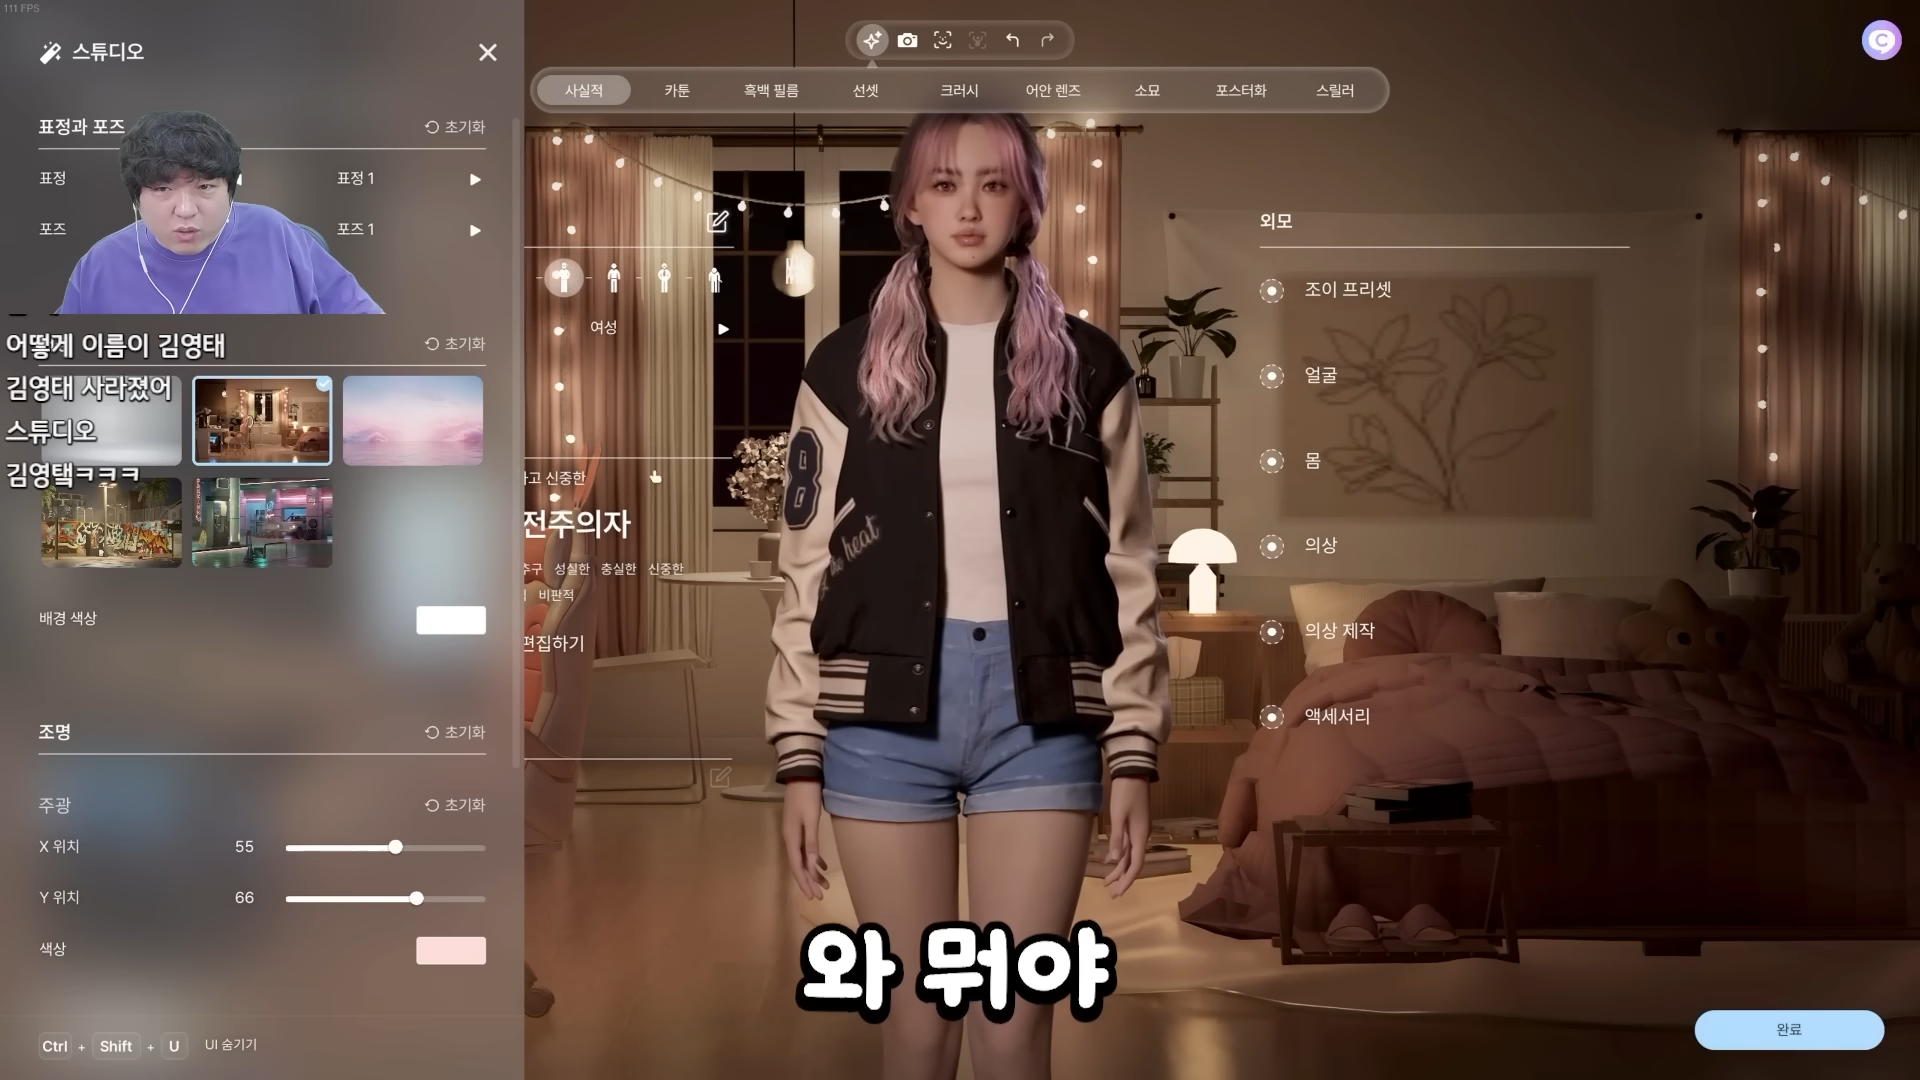 111 FPS
스튜디오
표정과 포즈
초기화
표정
표정 1
포즈
포즈 1
어떻게 이름이 김영태
초기화
김영태 사라졌어
스튜디오
김영탴ㅋㅋㅋ
배경 색상
조명
초기화
주광
초기화
X 위치
55
Y 위치
66
색상
Ctrl + Shift + U UI 숨기기
사실적
카툰
흑백 필름
선셋
크러시
어안 렌즈
소묘
포스터화
스릴러
여성
신중한
성실한 충실한 신중한
비판적
편집하기
8
heat
외모
조이 프리셋
얼굴
몸
의상
의상 제작
액세서리
와 뭐야
완료